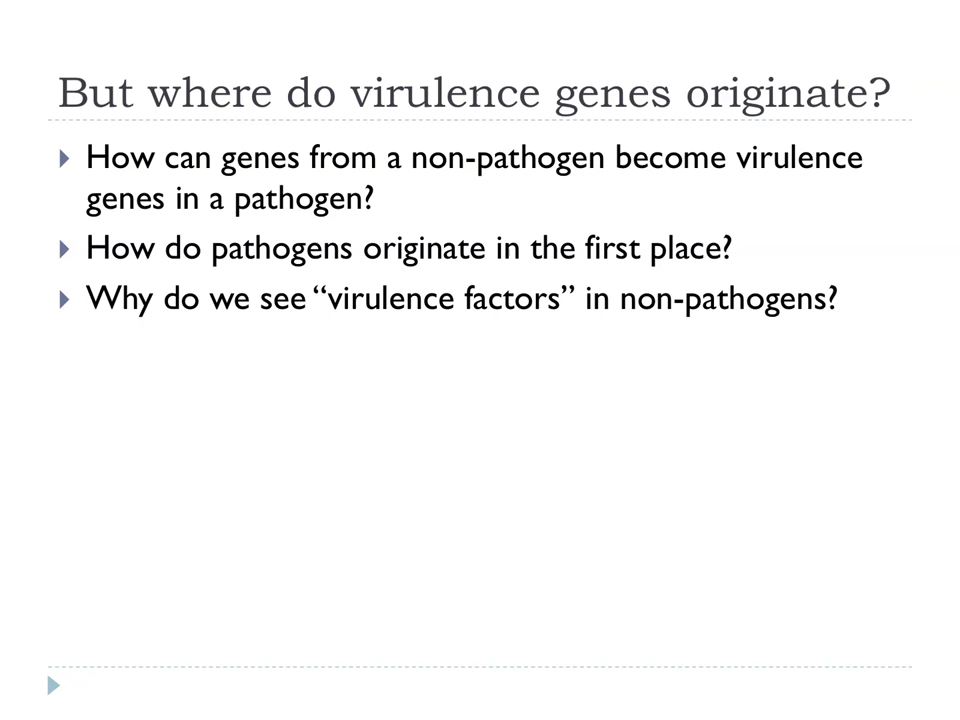 But where do virulence genes originate?
How can genes from a non-pathogen become virulence
genes in a pathogen?
How do pathogens originate in the first place?
Why do we see “virulence factors” in non-pathogens?